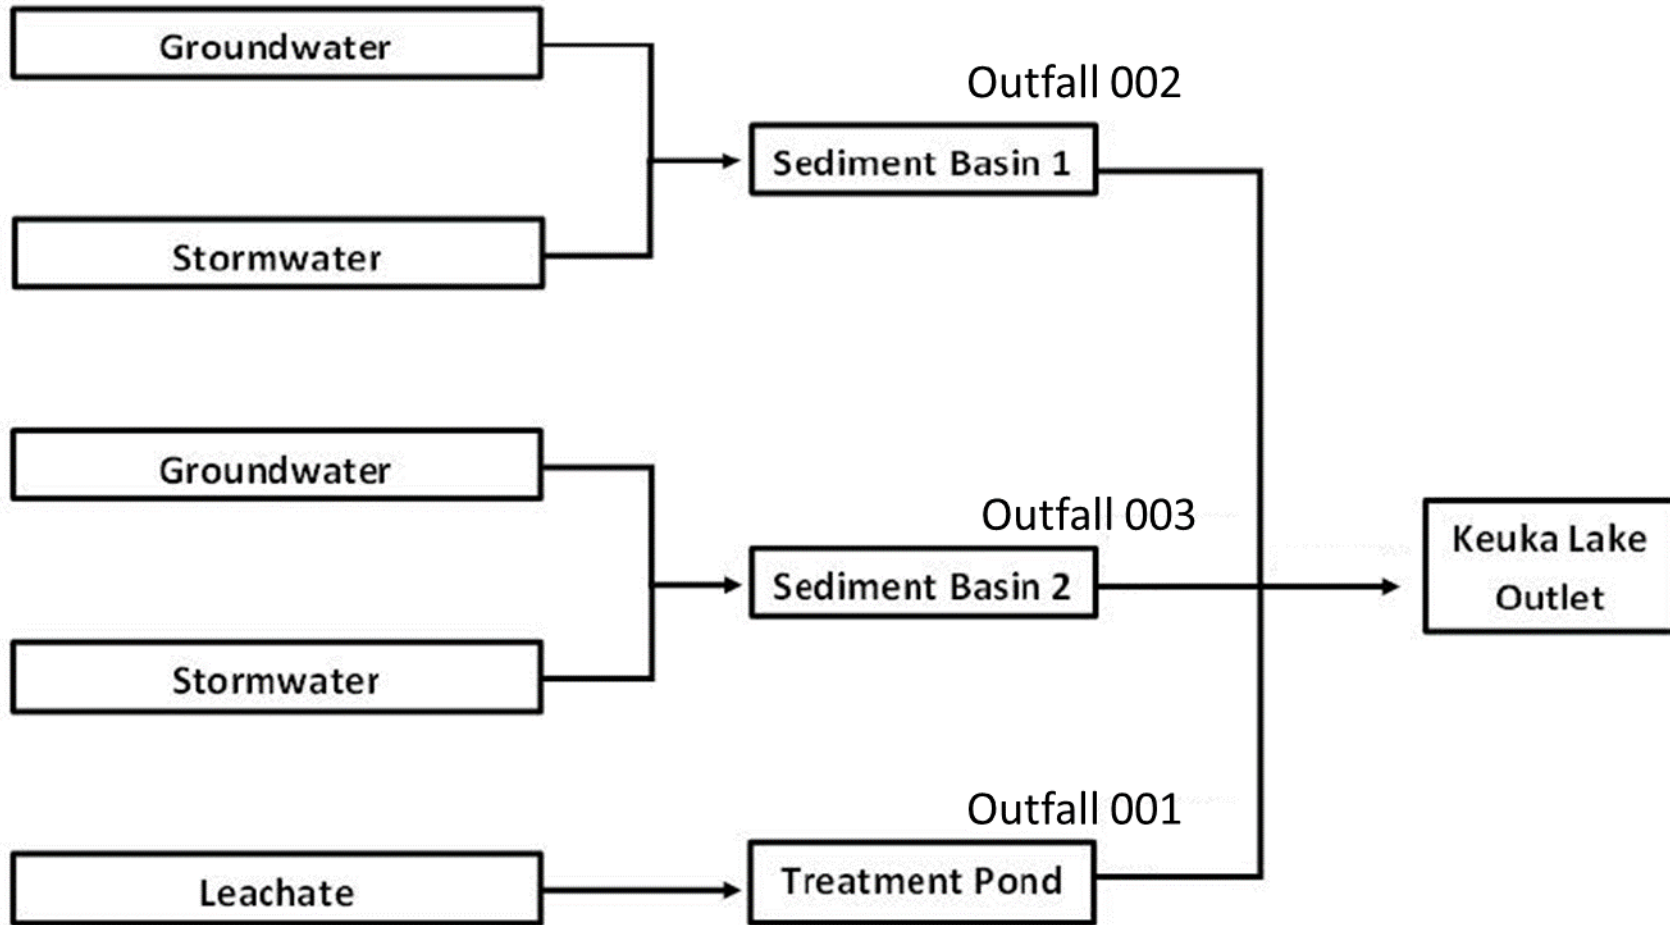 Groundwater
Outfall 002
Sediment Basin 1
Stormwater
Groundwater
Outfall 003
Sediment Basin 2
Keuka Lake
Outlet
Stormwater
Outfall 001
Leachate
Treatment Pond